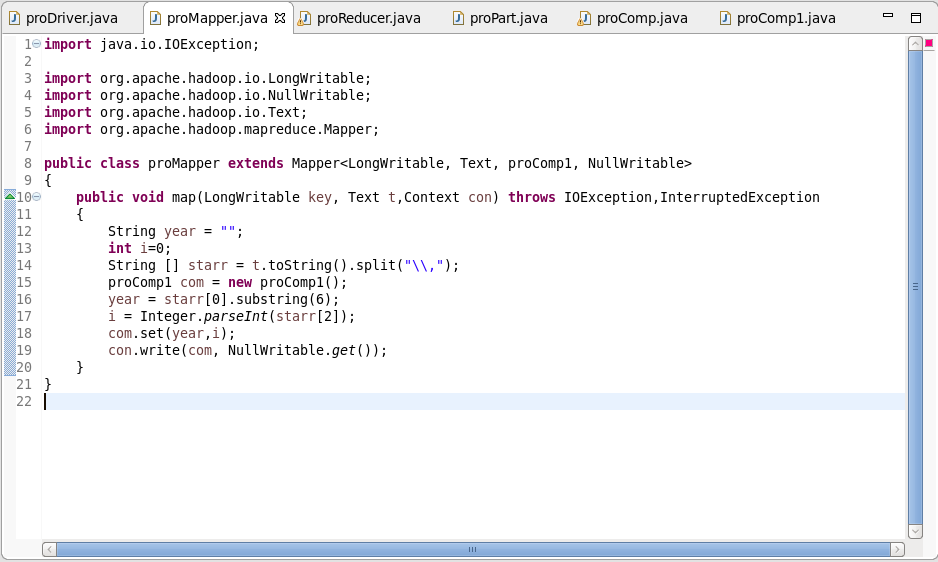 proDriver.java proMapper.java proReducer.java proPart.java proComp.java proComp1.java
1 import java.io.IOException;
2
3 import org.apache.hadoop.io.LongWritable;
4 import org.apache.hadoop.io.NullWritable;
5 import org.apache.hadoop.io.Text;
6 import org.apache.hadoop.mapreduce.Mapper;
7
8 public class proMapper extends Mapper<LongWritable, Text, proComp1, NullWritable>
9 {
10     public void map(LongWritable key, Text t,Context con) throws IOException,InterruptedException
11     {
12         String year = "";
13         int i=0;
14         String [] starr = t.toString().split("\\,");
15         proComp1 com = new proComp1();
16         year = starr[0].substring(6);
17         i = Integer.parseInt(starr[2]);
18         com.set(year,i);
19         con.write(com, NullWritable.get());
20     }
21 }
22